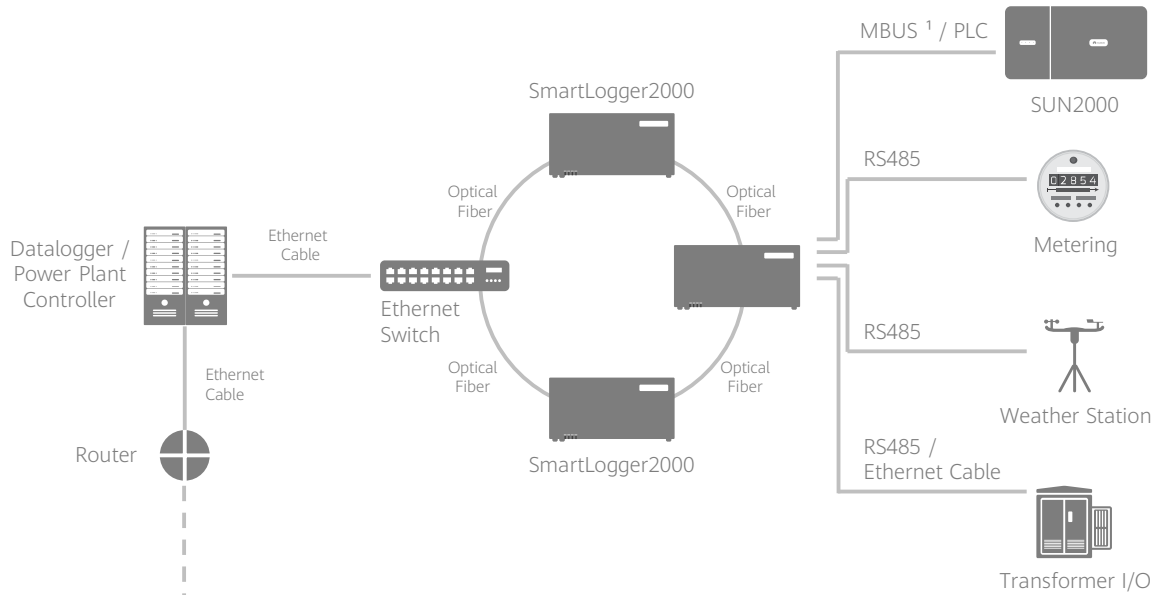 MBUS ¹ / PLC
SUN2000
SmartLogger2000
RS485
02854
Metering
Optical
Fiber
Optical
Fiber
Datalogger /
Power Plant
Controller
Ethernet
Cable
Ethernet
Switch
RS485
Weather Station
Optical
Fiber
Optical
Fiber
Ethernet
Cable
Router
SmartLogger2000
RS485 /
Ethernet Cable
Transformer I/O